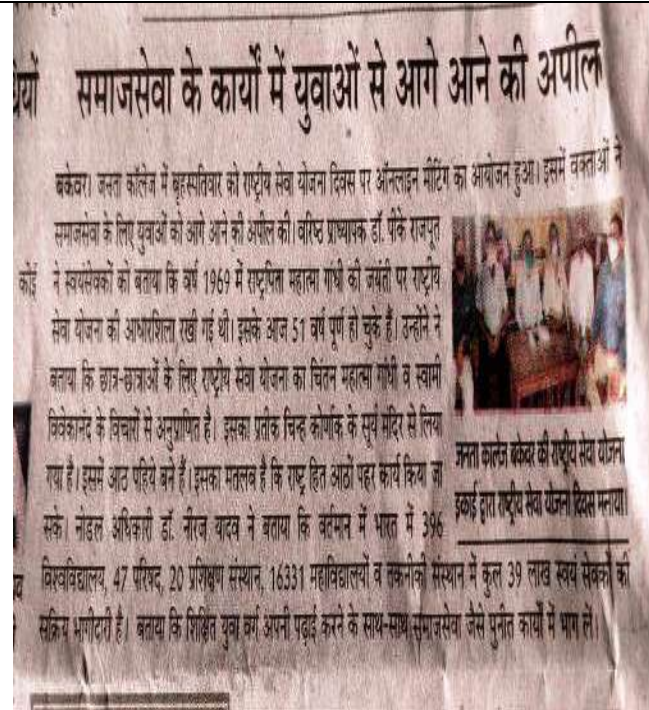 समाजसेवा के कार्यों में युवाओं से आगे आने की अपील
बकेवर। जनता कॉलेज में बृहस्पतिवार को राष्ट्रीय सेवा योजना दिवस पर ऑनलाइन मीटिंग का आयोजन हुआ। इसमें वक्ताओं ने
समाजसेवा के लिए युवाओं को आगे आने की अपील की। वरिष्ठ प्राध्यापक डॉ. पीके राजपूत
कोई
ने स्वयंसेवकों को बताया कि वर्ष 1969 में राष्ट्रपिता महात्मा गांधी की जयंती पर राष्ट्रीय
सेवा योजना की आधारशिला रखी गई थी। इसके आज 51 वर्ष पूर्ण हो चुके हैं। उन्होंने ने
बताया कि छात्र-छात्राओं के लिए राष्ट्रीय सेवा योजना का चिंतन महात्मा गांधी व स्वामी
विवेकानंद के विचारों से अनुप्राणित है। इसका प्रतीक चिन्ह कोर्णाक के सूर्य मंदिर से लिया
गया है। इसमें आठ पहिये बने हैं। इसका मतलब है कि राष्ट्र हित आठों पहर कार्य किया जा
सके। नोडल अधिकारी डॉ. नीरज यादव ने बताया कि वर्तमान में भारत में 396
विश्वविद्यालय, 47 परिषद, 20 प्रशिक्षण संस्थान, 16331 महाविद्यालयों व तकनीकी संस्थान में कुल 39 लाख स्वयं सेवकों की
सक्रिय भागीदारी है। बताया कि शिक्षित युवा वर्ग अपनी पढ़ाई करने के साथ-साथ समाजसेवा जैसे पुनीत कार्यों में भाग लें।
जनता कालेज बकेवर की राष्ट्रीय सेवा योजना
इकाई द्वारा राष्ट्रीय सेवा योजना दिवस मनाया।